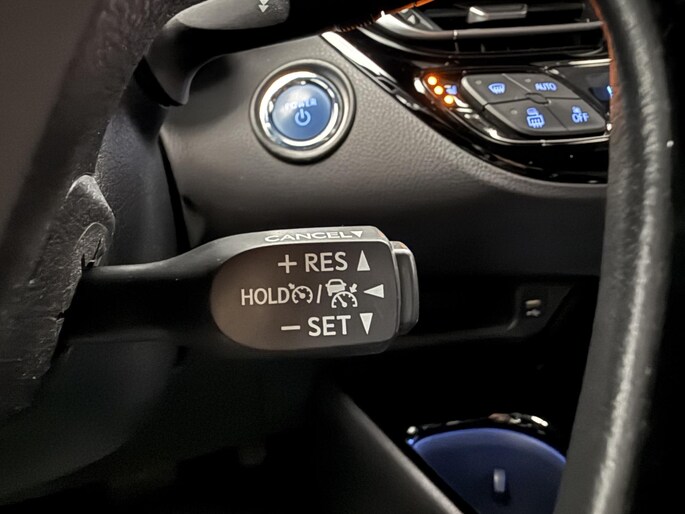 POWER
AUTO
OFF
CANCEL▼
+ RES ▲
HOLD / ◀
− SET ▼